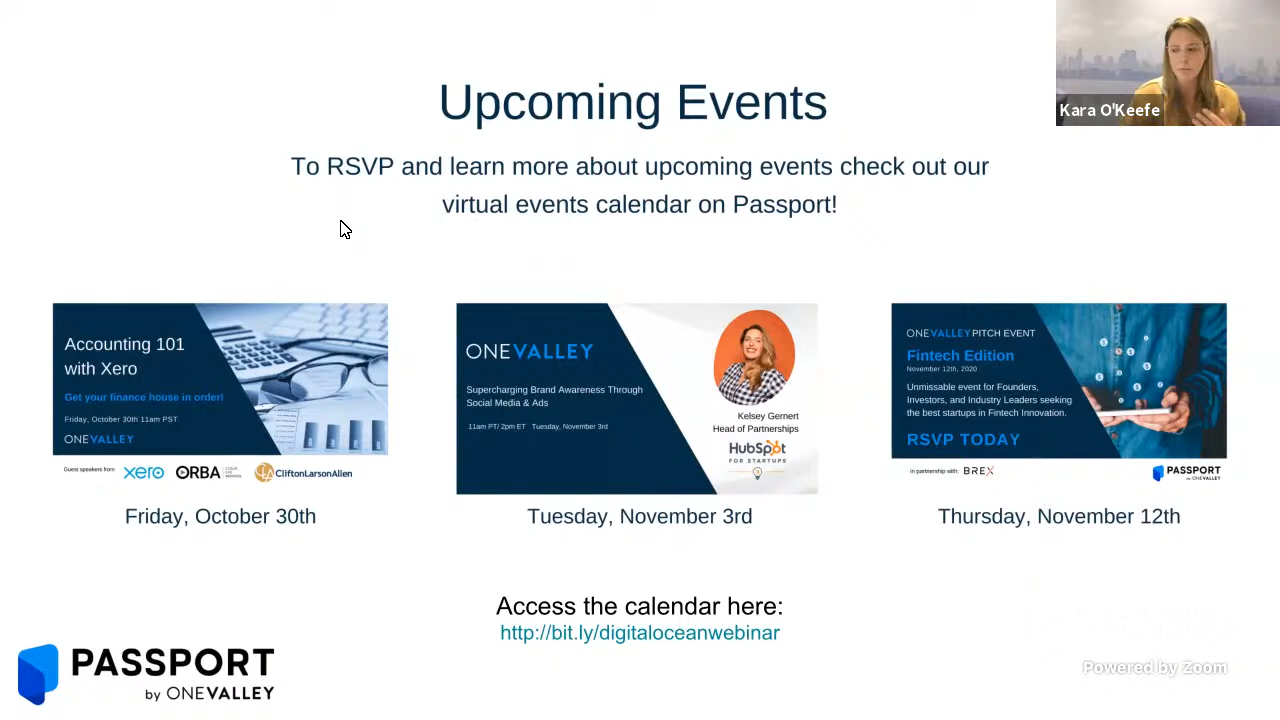 Upcoming Events
Kara O'Keefe
To RSVP and learn more about upcoming events check out our
virtual events calendar on Passport!
Accounting 101
with Xero
Get your finance house in order!
Friday, October 30th 11am PST
ONEVALLEY
Guest speakers from
xero
ORBA
CLOUD
CFO
SERVICES
CliftonLarsonAllen
Friday, October 30th
ONEVALLEY
Supercharging Brand Awareness Through
Social Media & Ads
11am PT/ 2pm ET Tuesday, November 3rd
Kelsey Gernert
Head of Partnerships
HubSpot
FOR STARTUPS
Tuesday, November 3rd
ONEVALLEY PITCH EVENT
Fintech Edition
November 12th, 2020
Unmissable event for Founders,
Investors, and Industry Leaders seeking
the best startups in Fintech Innovation.
RSVP TODAY
In partnership with: BREX
PASSPORT
by ONEVALLEY
Thursday, November 12th
Access the calendar here:
http://bit.ly/digitaloceanwebinar
PASSPORT
by ONEVALLEY
Powered by Zoom